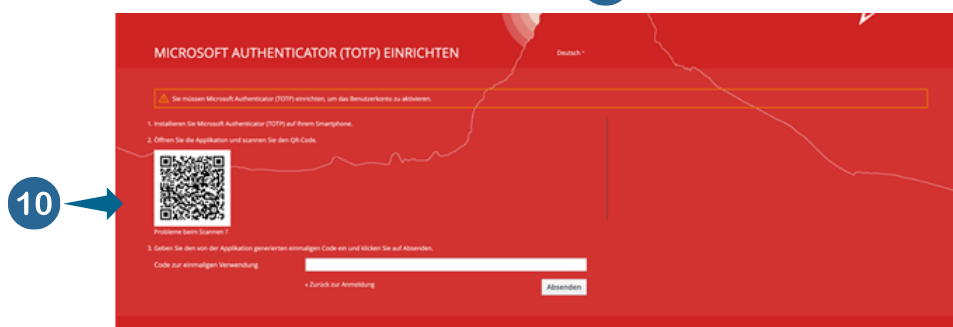 MICROSOFT AUTHENTICATOR (TOTP) EINRICHTEN
Deutsch
Sie müssen Microsoft Authenticator (TOTP) einrichten, um das Benutzerkonto zu aktivieren.
1. Installieren Sie Microsoft Authenticator (TOTP) auf Ihrem Smartphone.
2. Öffnen Sie die Applikation und scannen Sie den QR-Code.
10
Probleme beim Scannen ?
3. Geben Sie den von der Applikation generierten einmaligen Code ein und klicken Sie auf Absenden.
Code zur einmaligen Verwendung
« Zurück zur Anmeldung
Absenden